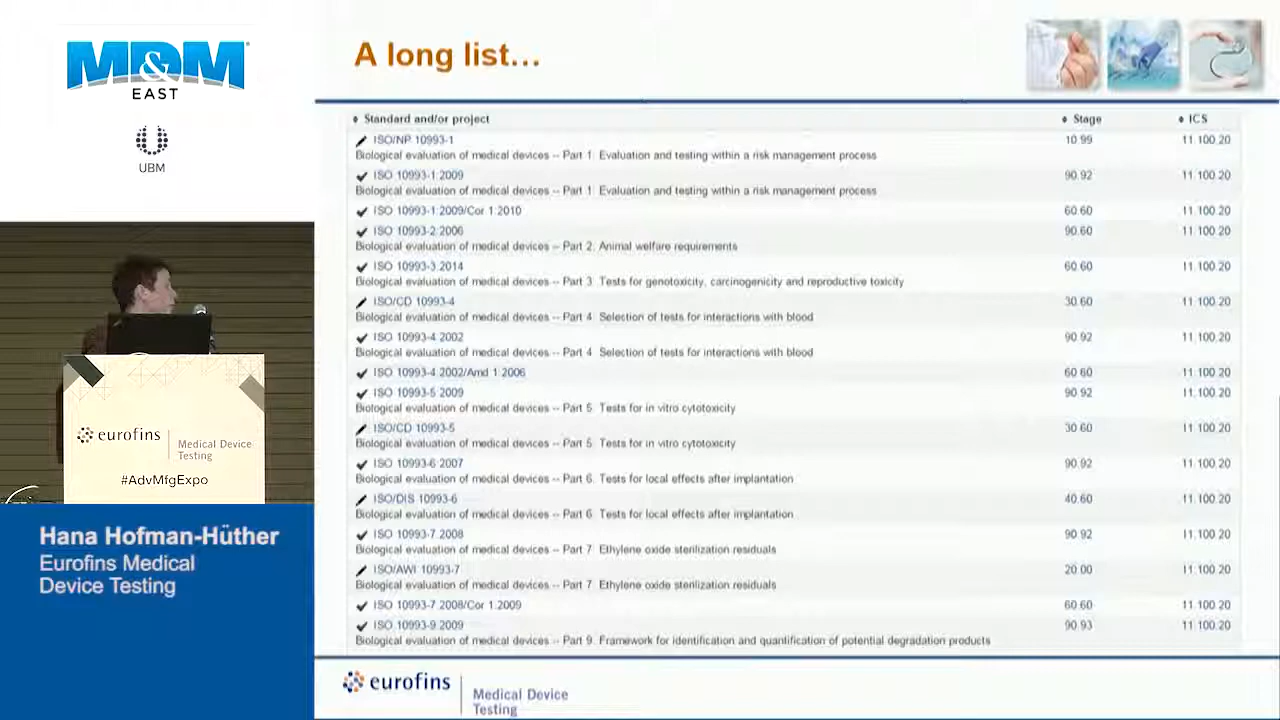 MD&M
EAST
UBM
eurofins
Medical Device
Testing
#AdvMfgExpo
Hana Hofman-Hüther
Eurofins Medical
Device Testing
A long list...
Standard and/or project Stage ICS
ISO/NP 10993-1 10.99 11.100.20
Biological evaluation of medical devices -- Part 1: Evaluation and testing within a risk management process
ISO 10993-1:2009 90.92 11.100.20
Biological evaluation of medical devices -- Part 1: Evaluation and testing within a risk management process
ISO 10993-1:2009/Cor 1:2010 60.60 11.100.20
ISO 10993-2:2006 90.60 11.100.20
Biological evaluation of medical devices -- Part 2: Animal welfare requirements
ISO 10993-3:2014 60.60 11.100.20
Biological evaluation of medical devices -- Part 3: Tests for genotoxicity, carcinogenicity and reproductive toxicity
ISO/CD 10993-4 30.60 11.100.20
Biological evaluation of medical devices -- Part 4: Selection of tests for interactions with blood
ISO 10993-4:2002 90.92 11.100.20
Biological evaluation of medical devices -- Part 4: Selection of tests for interactions with blood
ISO 10993-4:2002/Amd 1:2006 60.60 11.100.20
ISO 10993-5:2009 90.92 11.100.20
Biological evaluation of medical devices -- Part 5: Tests for in vitro cytotoxicity
ISO/CD 10993-5 30.60 11.100.20
Biological evaluation of medical devices -- Part 5: Tests for in vitro cytotoxicity
ISO 10993-6:2007 90.92 11.100.20
Biological evaluation of medical devices -- Part 6: Tests for local effects after implantation
ISO/DIS 10993-6 40.60 11.100.20
Biological evaluation of medical devices -- Part 6: Tests for local effects after implantation
ISO 10993-7:2008 90.92 11.100.20
Biological evaluation of medical devices -- Part 7: Ethylene oxide sterilization residuals
ISO/AWI 10993-7 20.00 11.100.20
Biological evaluation of medical devices -- Part 7: Ethylene oxide sterilization residuals
ISO 10993-7:2008/Cor 1:2009 60.60 11.100.20
ISO 10993-9:2009 90.93 11.100.20
Biological evaluation of medical devices -- Part 9: Framework for identification and quantification of potential degradation products
eurofins
Medical Device
Testing